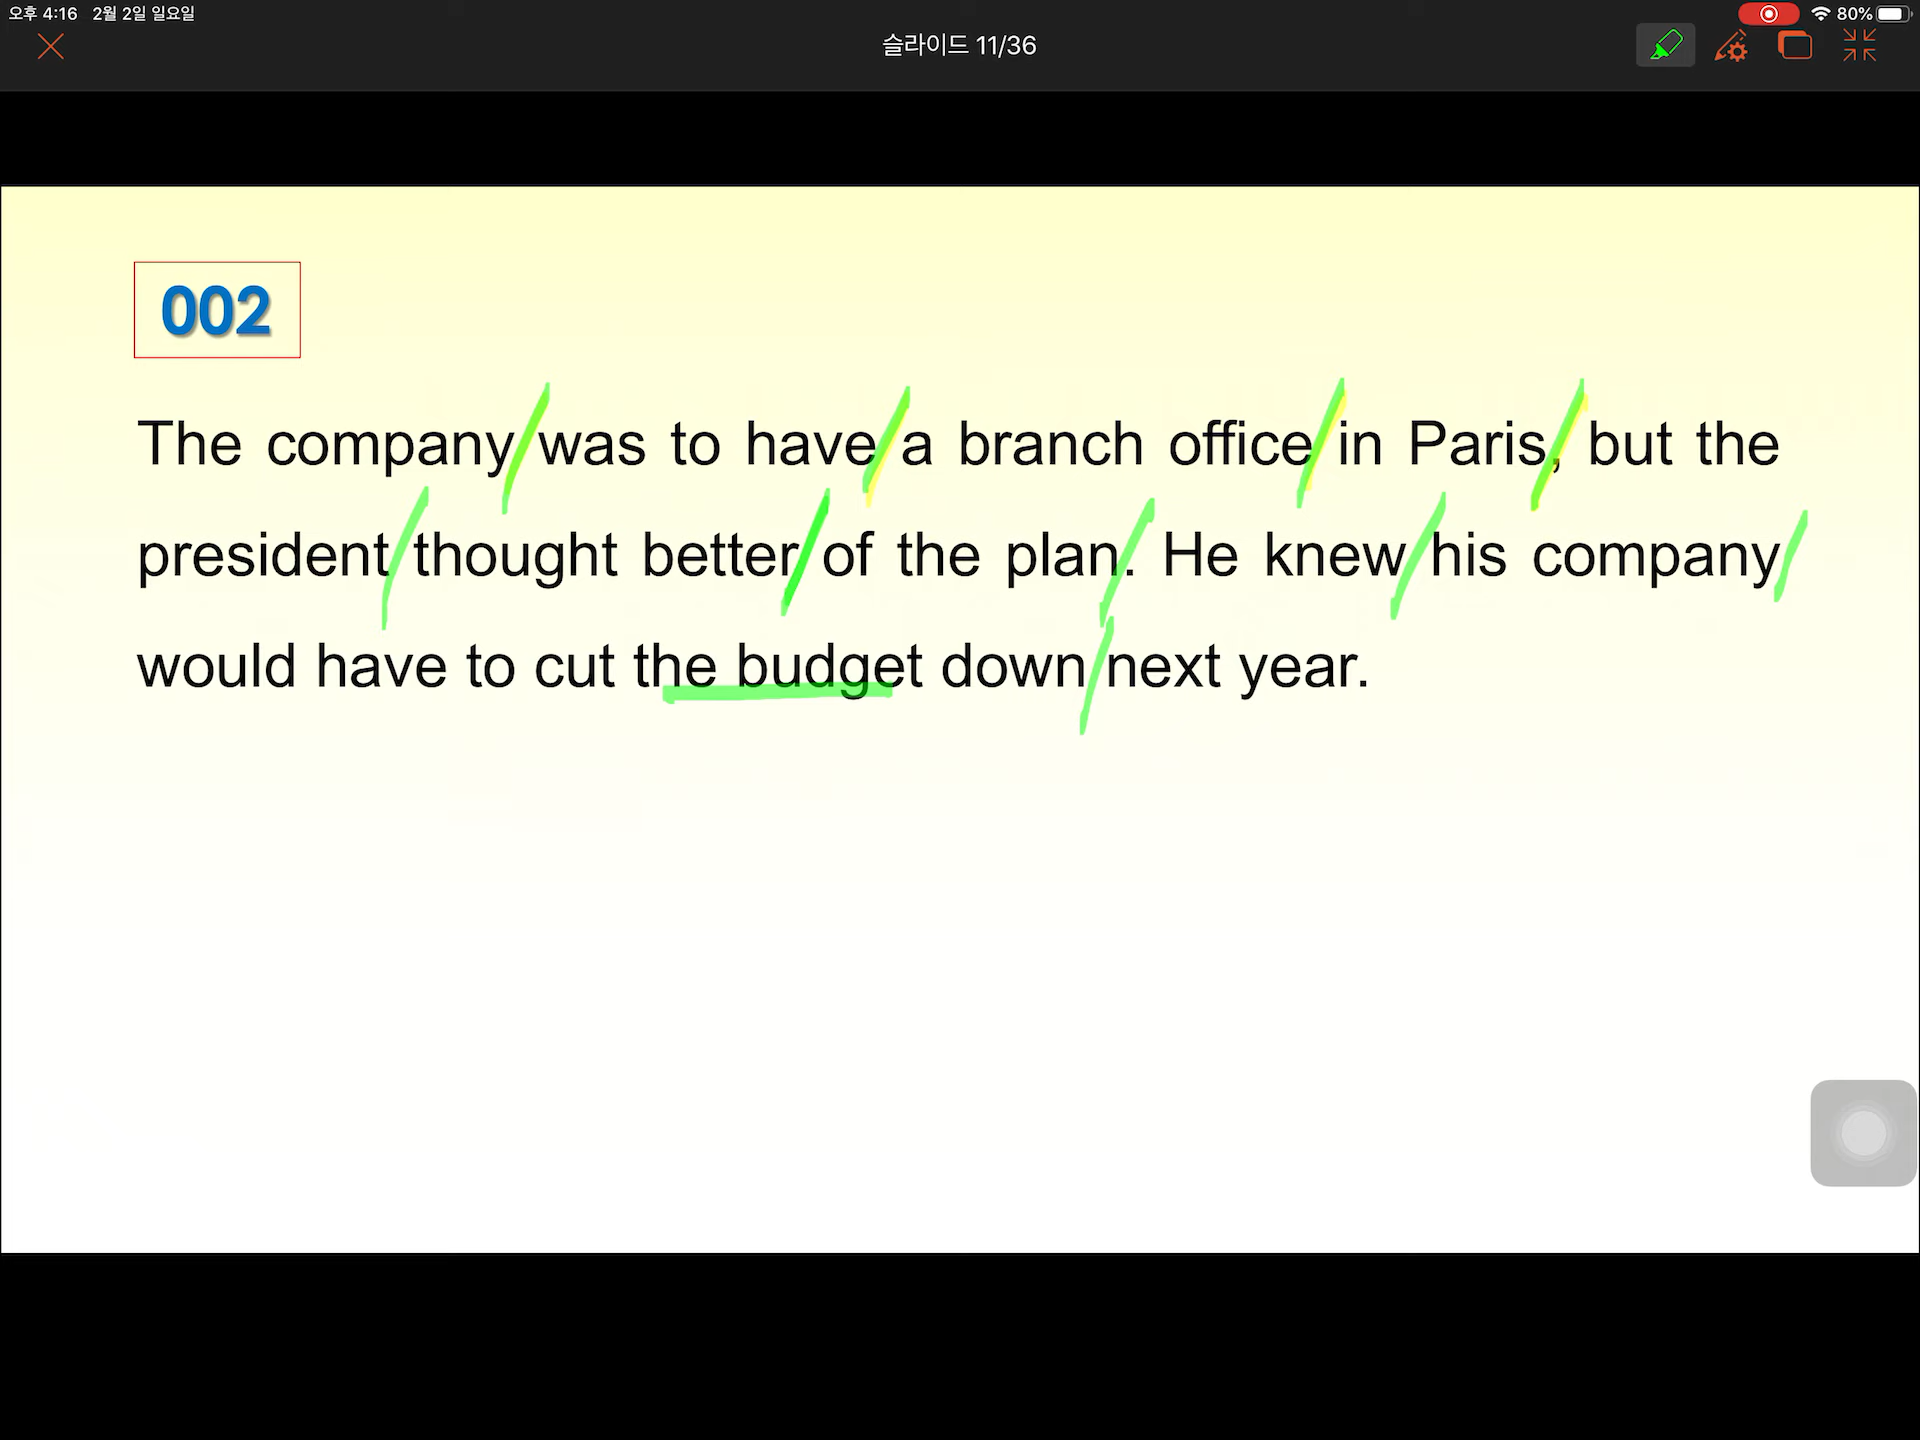 오후 4:16 2월 2일 일요일
80%
슬라이드 11/36
002
The company was to have a branch office in Paris, but the
president thought better of the plan. He knew his company
would have to cut the budget down next year.